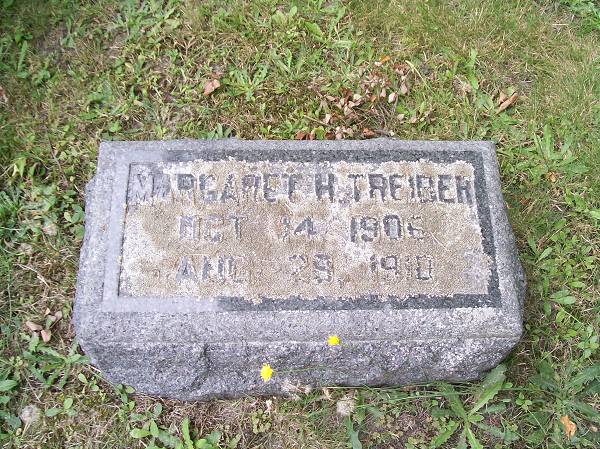 MARGARET H. TREIBER
OCT 14 1906
AUG 29, 1910